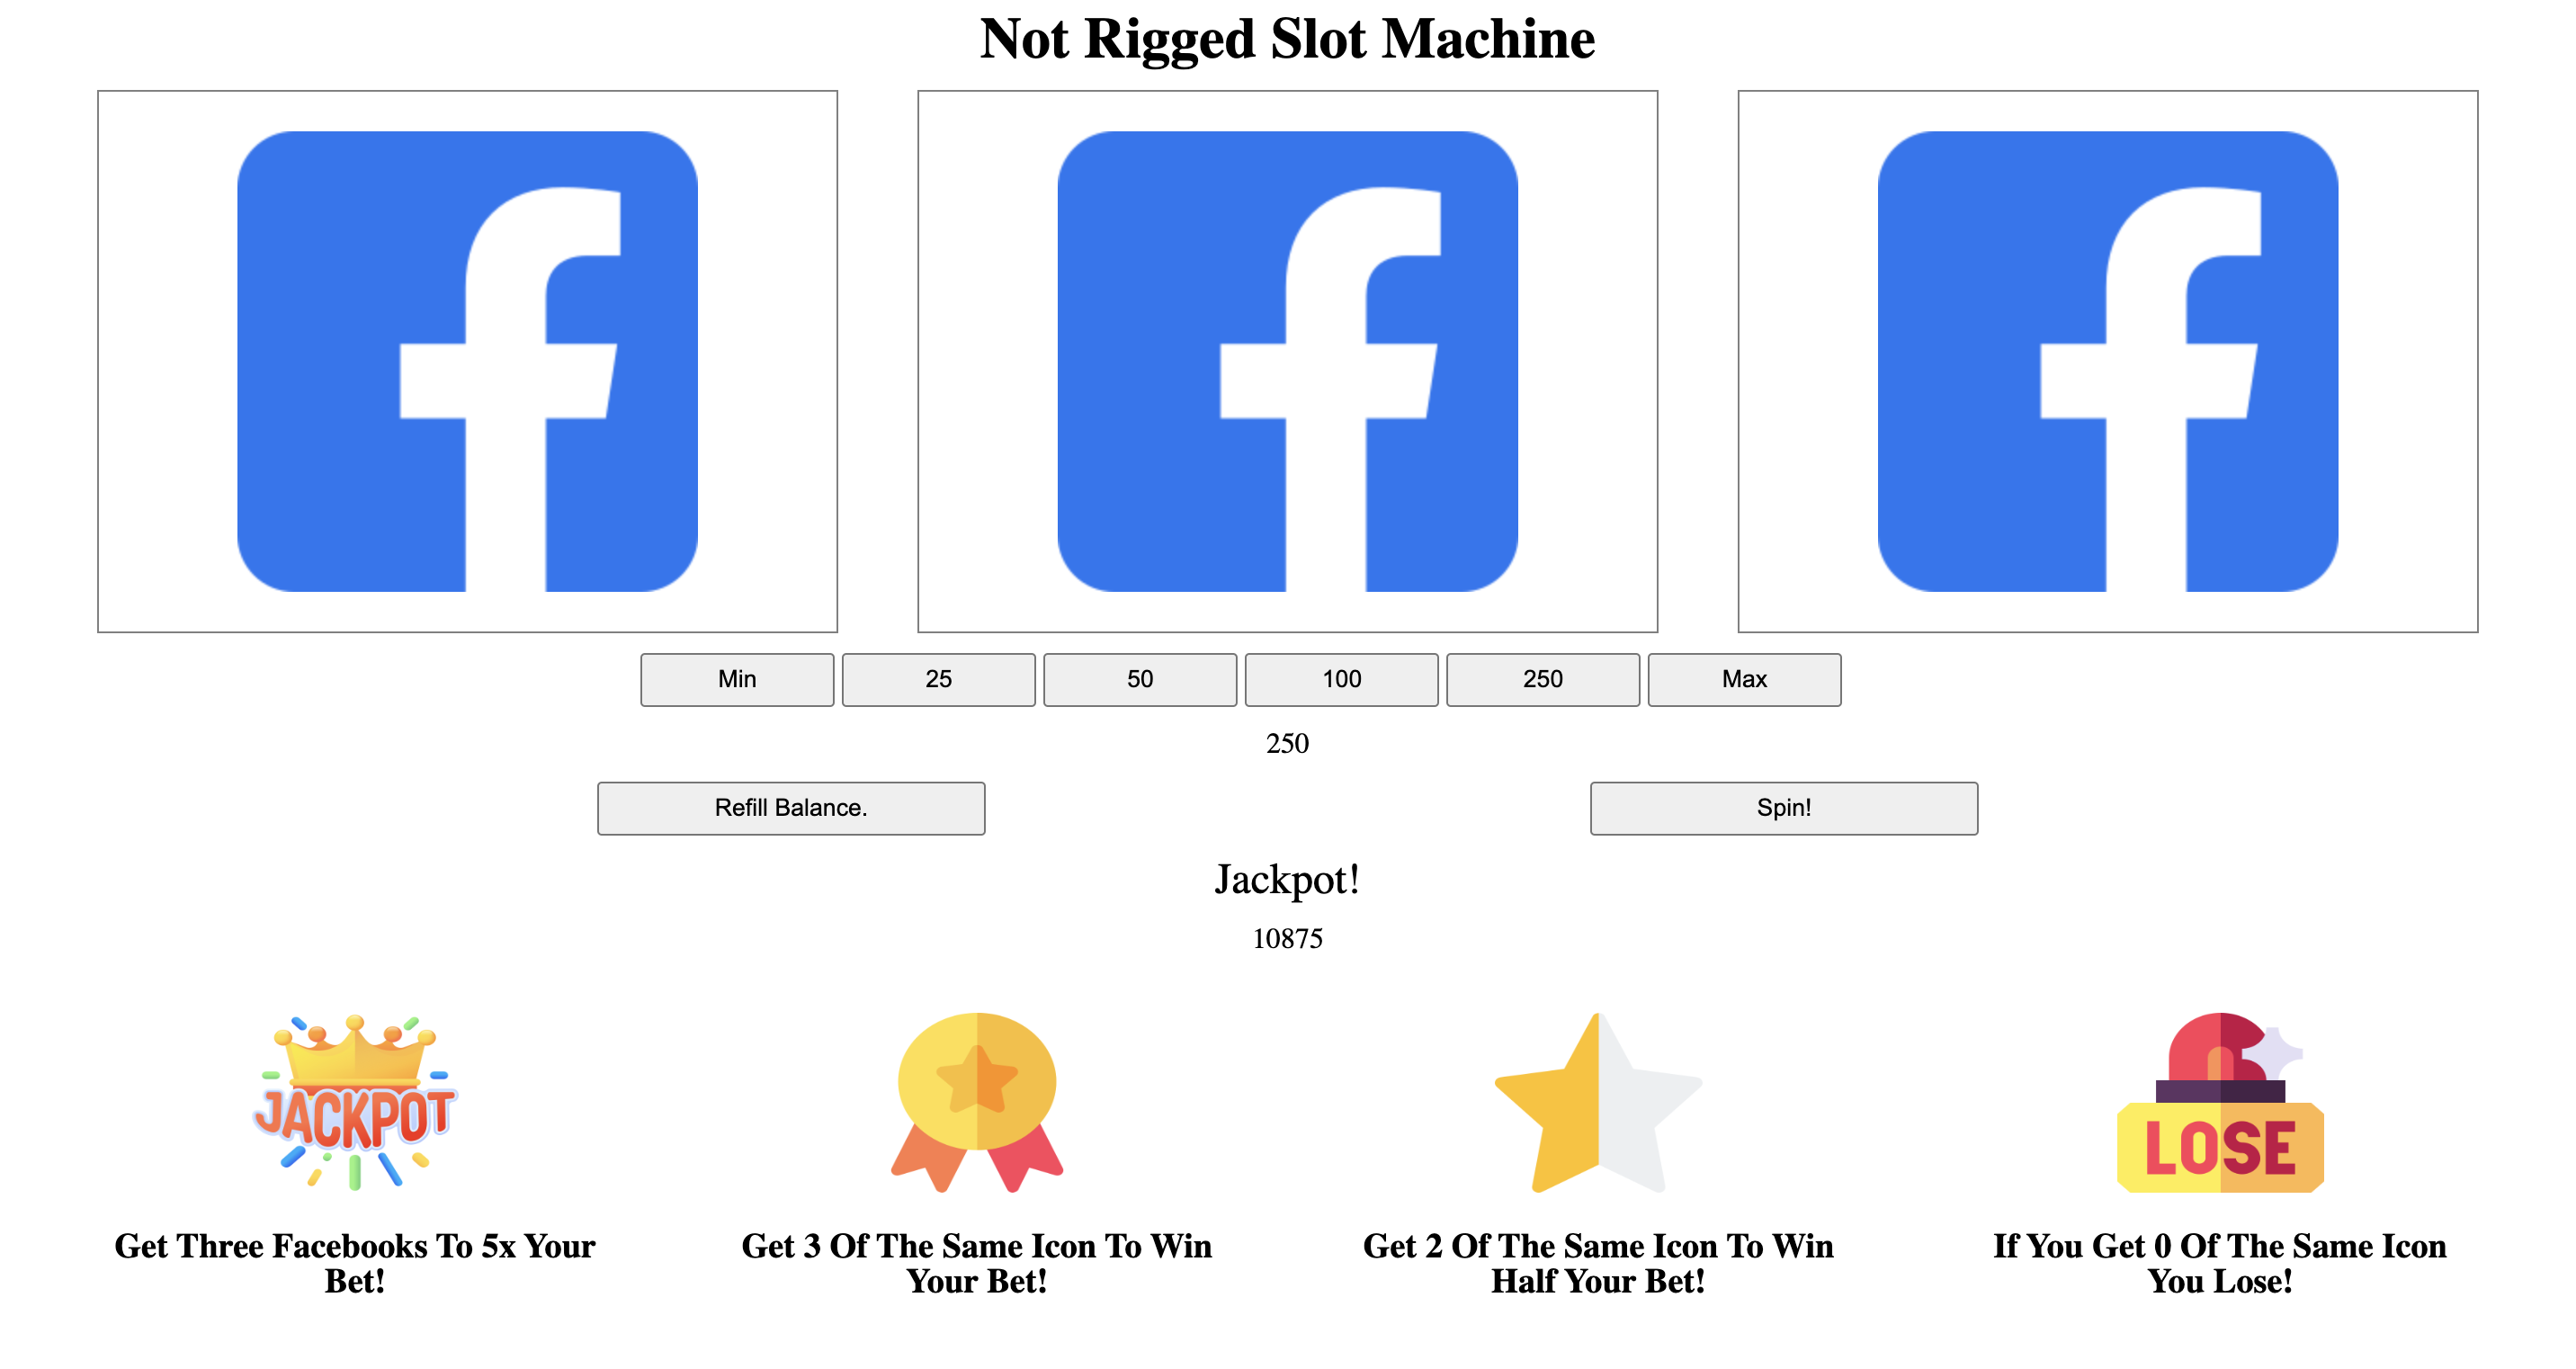 Not Rigged Slot Machine
f f f
Min 25 50 100 250 Max
250
Refill Balance. Spin!
Jackpot!
10875
JACKPOT
LOSE
Get Three Facebooks To 5x Your
Bet!
Get 3 Of The Same Icon To Win
Your Bet!
Get 2 Of The Same Icon To Win
Half Your Bet!
If You Get 0 Of The Same Icon
You Lose!